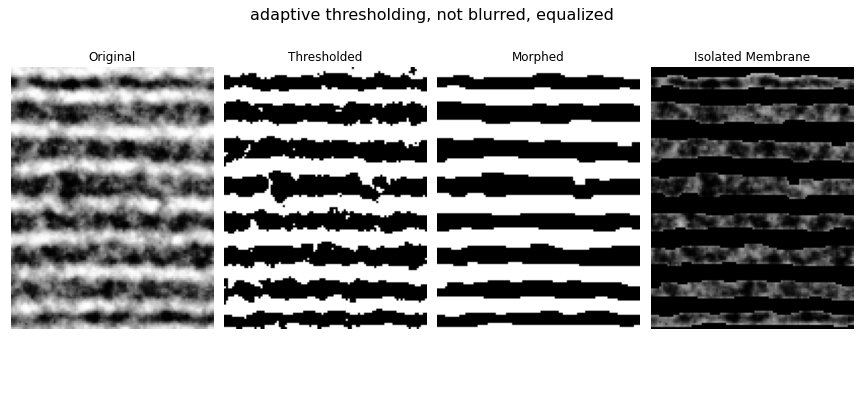 adaptive thresholding, not blurred, equalized
Original
Thresholded
Morphed
Isolated Membrane